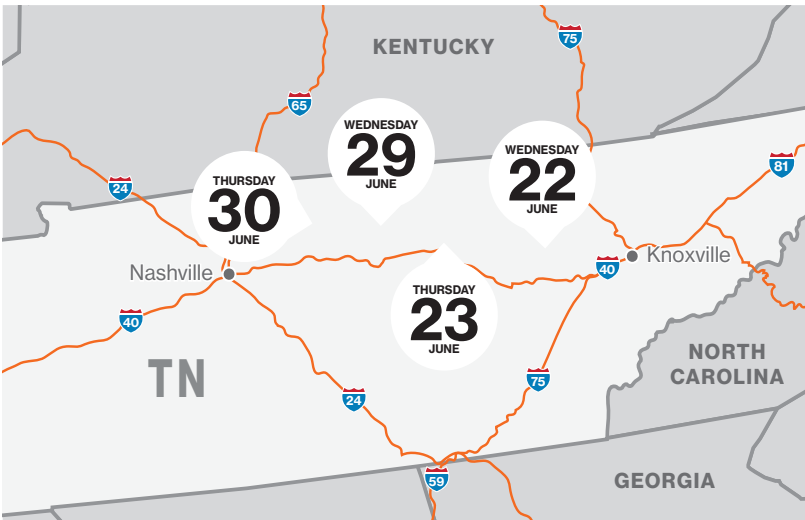 75
KENTUCKY
65
WEDNESDAY
29
JUNE
WEDNESDAY
22
JUNE
81
24
THURSDAY
30
JUNE
Knoxville
Nashville
40
THURSDAY
23
JUNE
40
NORTH
CAROLINA
TN
75
24
59
GEORGIA